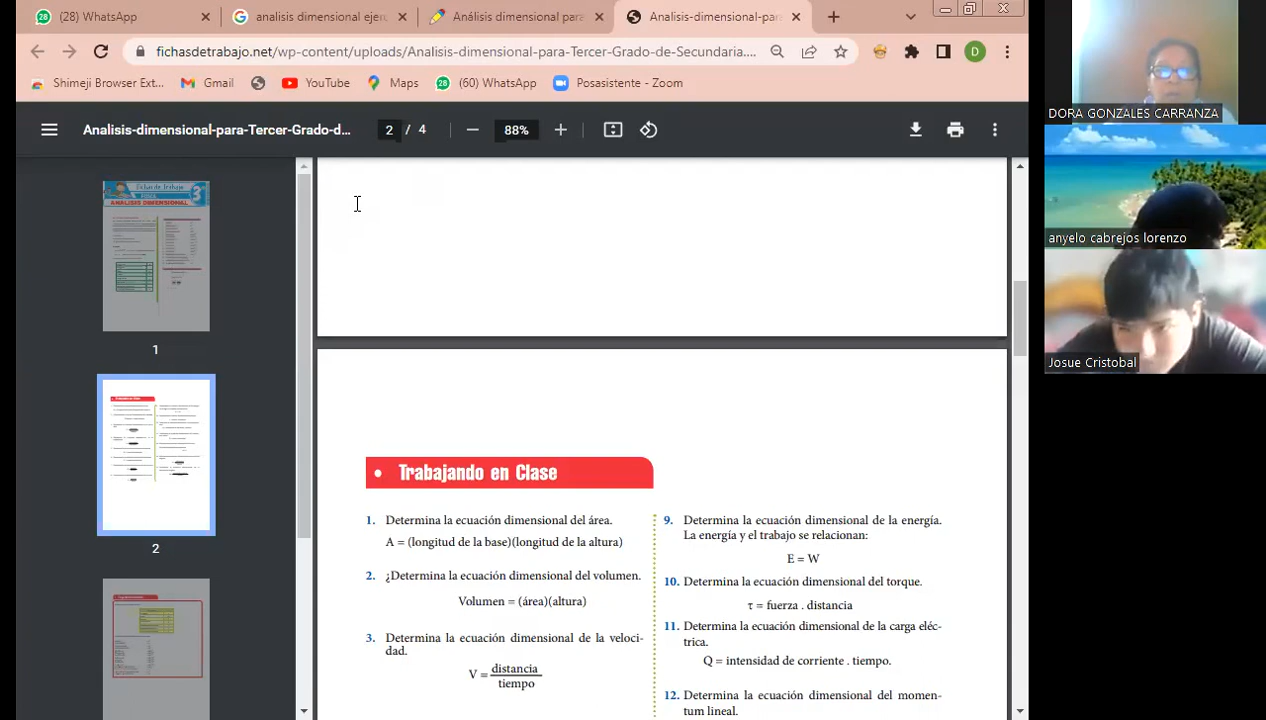 (28) WhatsApp
analisis dimensional ejer
Análisis dimensional para
Analisis-dimensional-par
fichasdetrabajo.net/wp-content/uploads/Analisis-dimensional-para-Tercer-Grado-de-Secundaria....
D
Shimeji Browser Ext...
Gmail
YouTube
Maps
(60) WhatsApp
Posasistente - Zoom
Analisis-dimensional-para-Tercer-Grado-d...
2 / 4
88%
ANÁLISIS DIMENSIONAL
1
2
Trabajando en Clase
1. Determina la ecuación dimensional del área.
A = (longitud de la base)(longitud de la altura)
2. ¿Determina la ecuación dimensional del volumen.
Volumen = (área)(altura)
3. Determina la ecuación dimensional de la veloci-
dad.
V = distancia
tiempo
9. Determina la ecuación dimensional de la energía.
La energía y el trabajo se relacionan:
E = W
10. Determina la ecuación dimensional del torque.
τ = fuerza . distancia
11. Determina la ecuación dimensional de la carga eléc-
trica.
Q = intensidad de corriente . tiempo.
12. Determina la ecuación dimensional del momen-
tum lineal.
DORA GONZALES CARRANZA
anyelo cabrejos lorenzo
Josue Cristobal